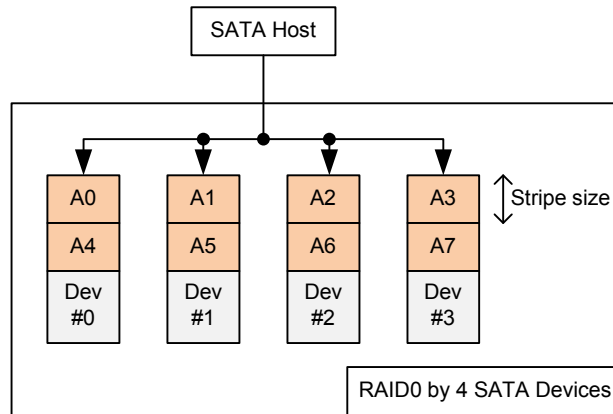 SATA Host
A0
A1
A2
A3
Stripe size
A4
A5
A6
A7
Dev
#0
Dev
#1
Dev
#2
Dev
#3
RAID0 by 4 SATA Devices